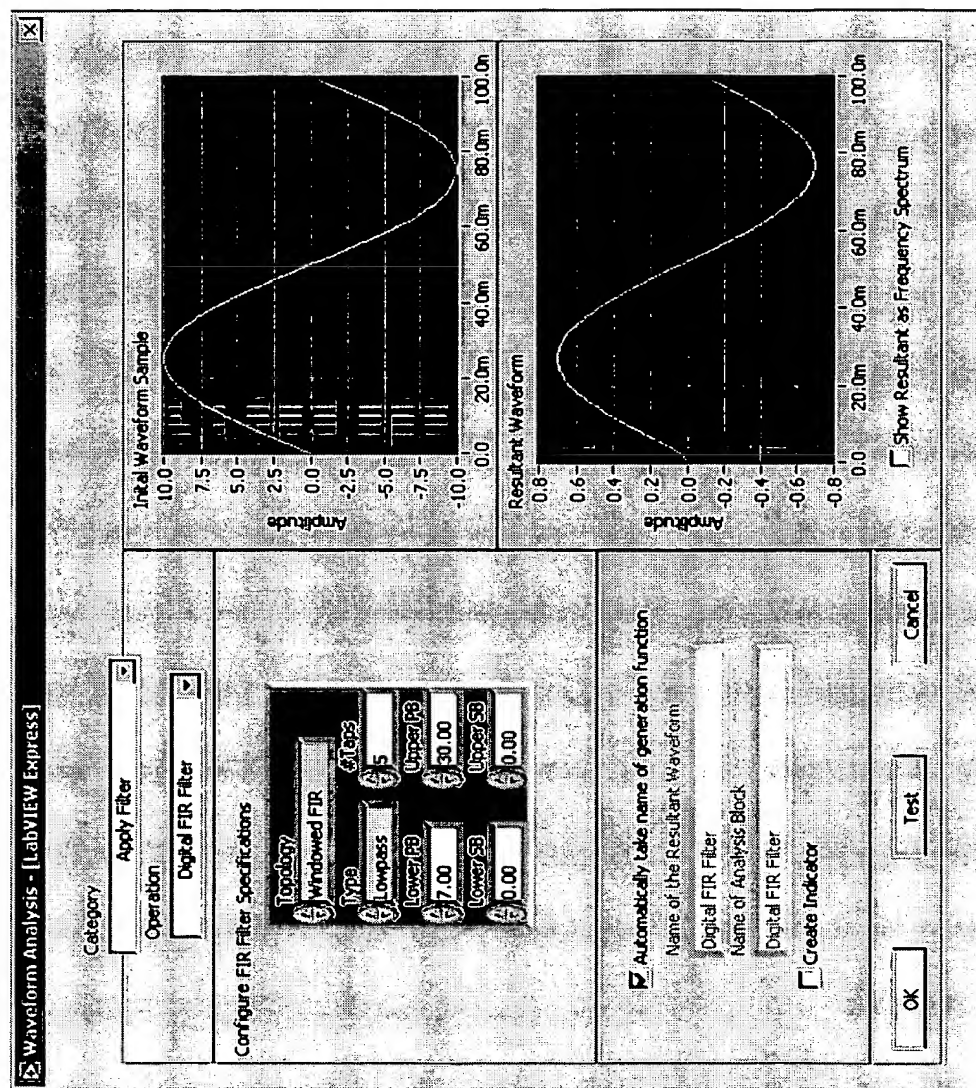 Waveform Analysis - [LabVIEW Express]
Category
Apply Filter
Operation
Digital FIR Filter
Configure FIR Filter Specifications
Topology
Windowed FIR
Type
#Taps
Lowpass
5
Lower PB
Upper PB
7.00
30.00
Lower SB
Upper SB
0.00
0.00
Automatically take name of generation function
Name of the Resultant Waveform
Digital FIR Filter
Name of Analysis Block
Digital FIR Filter
Create Indicator
OK
Test
Cancel
Inital Waveform Sample
Amplitude
10.0
7.5
5.0
2.5
0.0
-2.5
-5.0
-7.5
-10.0
0.0
20.0m
40.0m
60.0m
80.0m
100.0n
Resultant Waveform
Amplitude
0.8
0.6
0.4
0.2
0.0
-0.2
-0.4
-0.6
-0.8
0.0
20.0m
40.0m
60.0m
80.0m
100.0n
Show Resultant as Frequency Spectrum